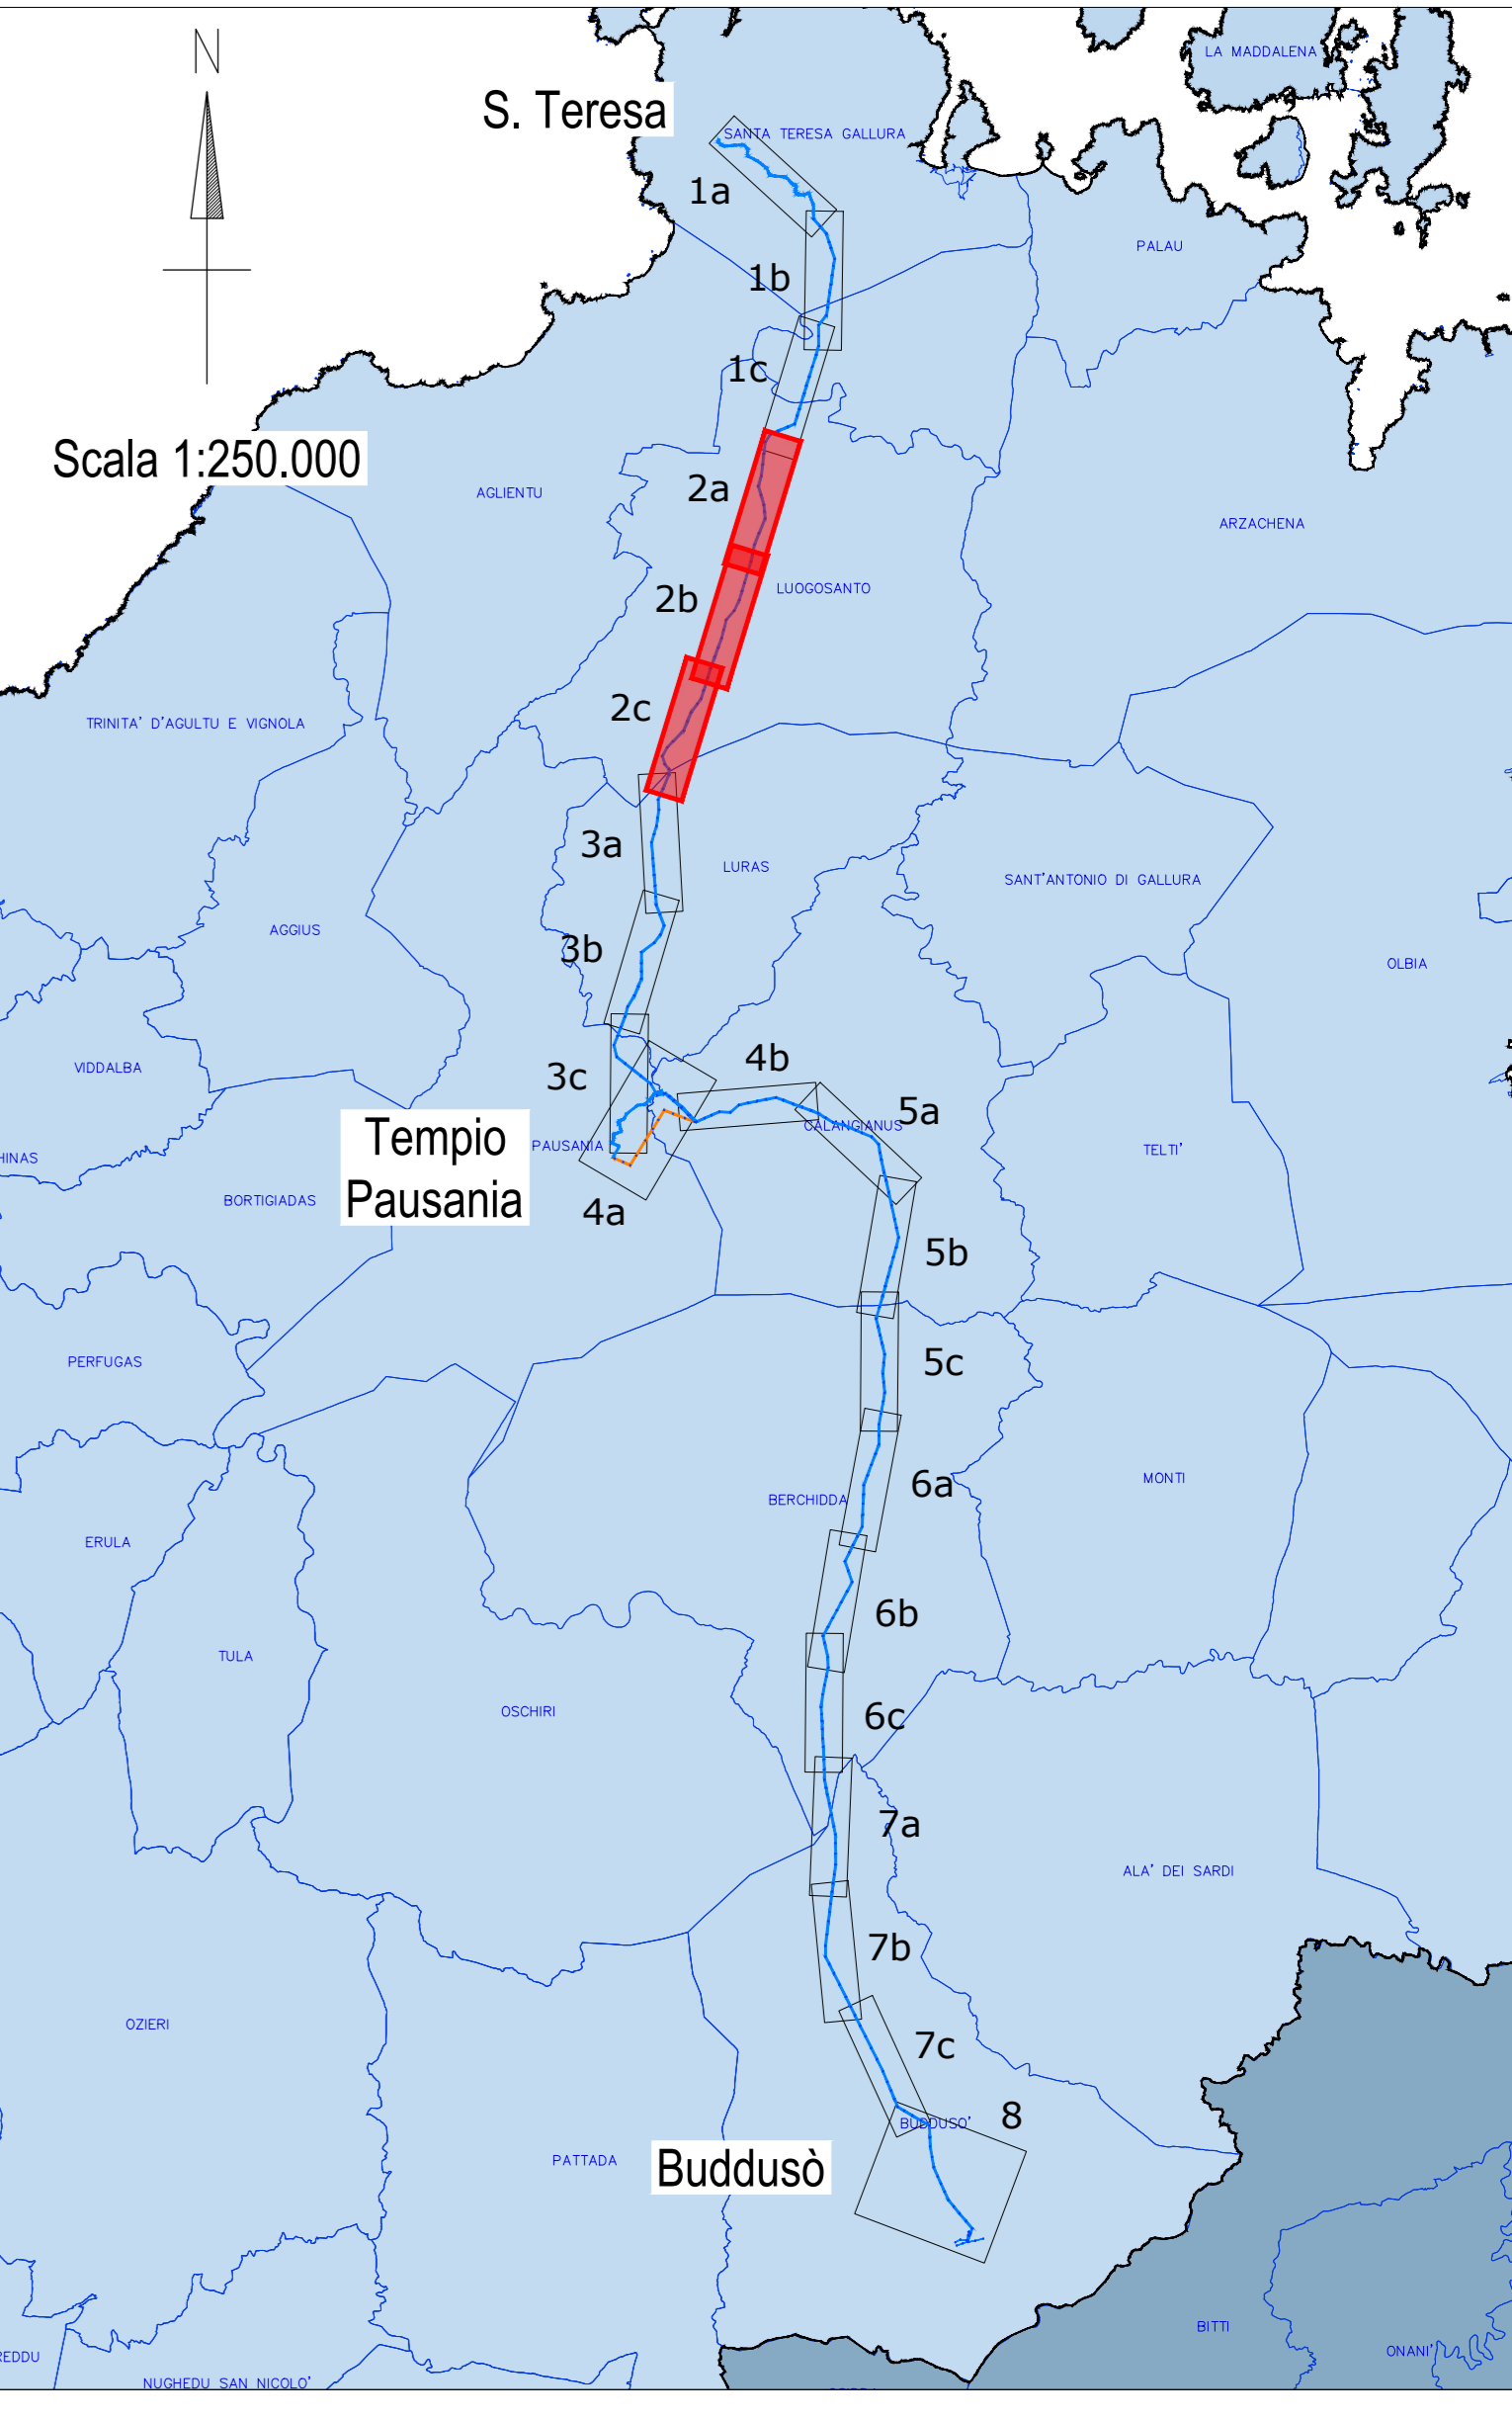 N
LA MADDALENA
S. Teresa
SANTA TERESA GALLURA
1a
PALAU
1b
1c
Scala 1:250.000
2a
AGLIENTU
ARZACHENA
LUOGOSANTO
2b
2c
TRINITA' D'AGULTU E VIGNOLA
3a
LURAS
SANT'ANTONIO DI GALLURA
AGGIUS
3b
OLBIA
4b
VIDDALBA
3c
5a
CALANGIANUS
Tempio
Pausania
PAUSANIA
TELTI'
HINAS
BORTIGIADAS
4a
5b
PERFUGAS
5c
BERCHIDDA
6a
MONTI
ERULA
6b
TULA
OSCHIRI
6c
7a
ALA' DEI SARDI
7b
OZIERI
7c
8
BUDDUSO'
PATTADA
Buddusò
BITTI
ONANI'
REDDU
NUGHEDU SAN NICOLO'